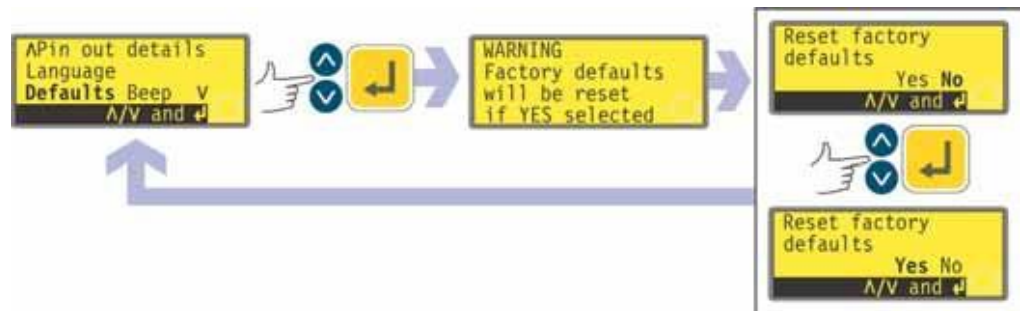 ΛPin out details
Language
Defaults Beep V
Λ/V and ↲
WARNING
Factory defaults
will be reset
if YES selected
Reset factory
defaults
Yes No
Λ/V and ↲
Reset factory
defaults
Yes No
Λ/V and ↲